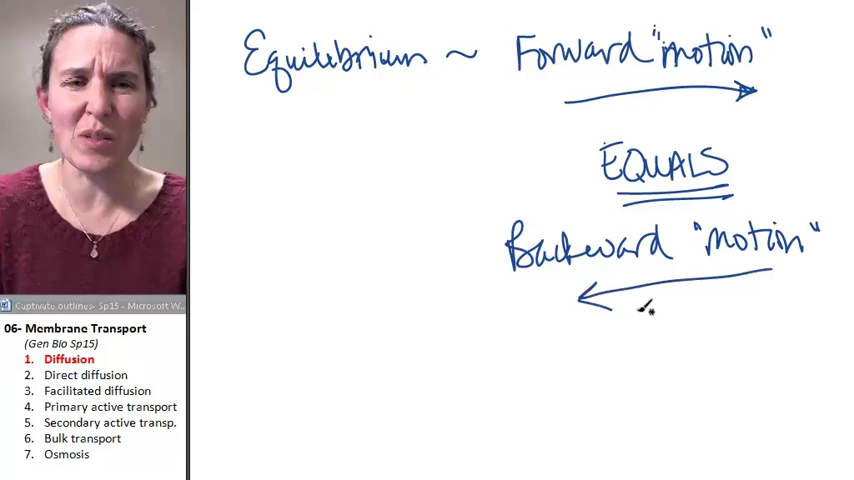 Equilibrium ~ Forward "motion"
EQUALS
Backward "motion"
Captivate outlines- Sp15 - Microsoft W.
06- Membrane Transport
(Gen Bio Sp15)
1. Diffusion
2. Direct diffusion
3. Facilitated diffusion
4. Primary active transport
5. Secondary active transp.
6. Bulk transport
7. Osmosis